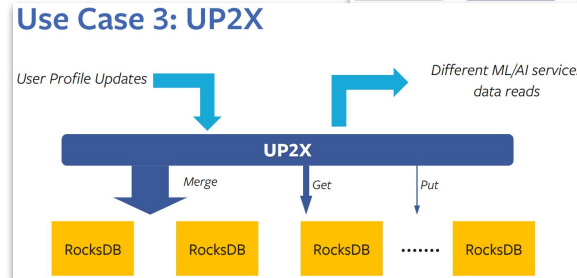 Use Case 3: UP2X
User Profile Updates
Different ML/AI service
data reads
UP2X
Merge
Get
Put
RocksDB
RocksDB
RocksDB
.......
RocksDB